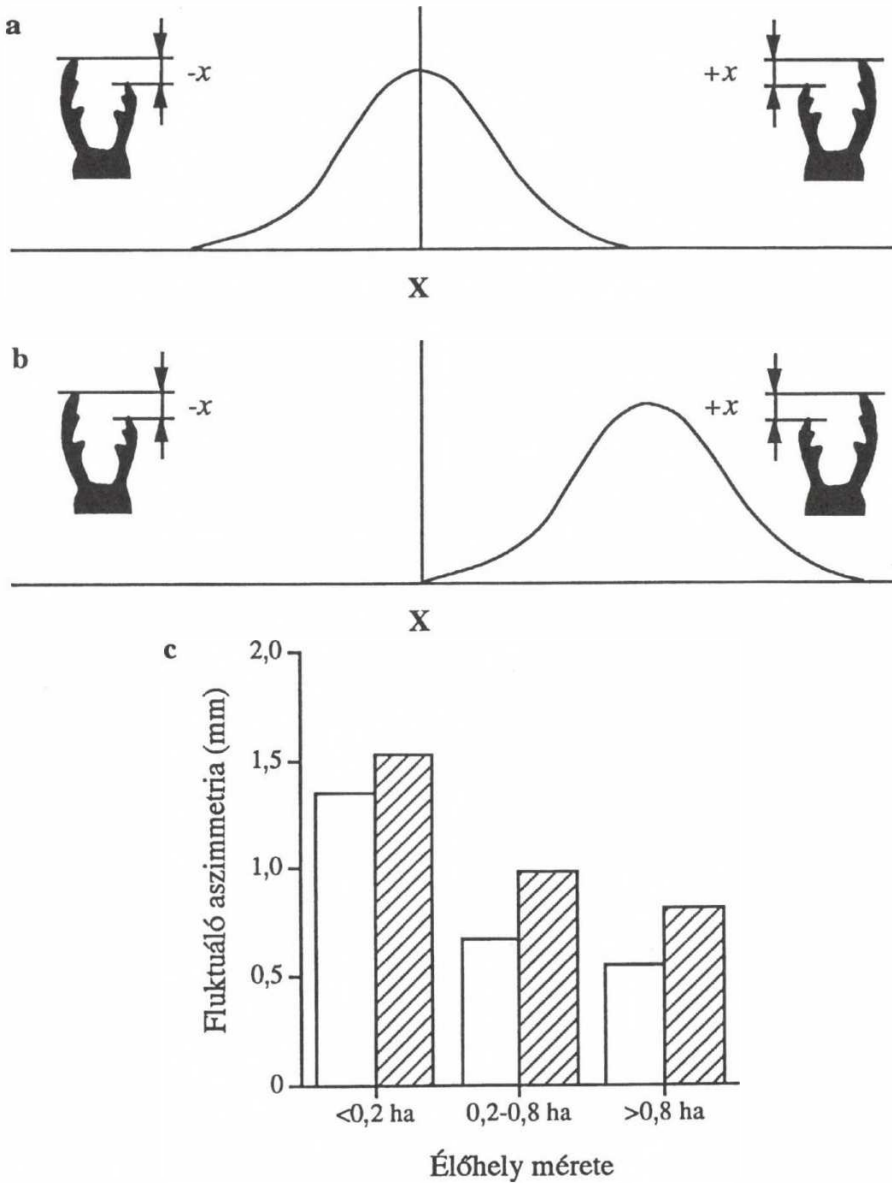 a
-x
+x
X
b
-x
+x
X
c
Fluktuáló aszimmetria (mm)
2,0
1,5
1,0
0,5
0
<0,2 ha
0,2-0,8 ha
>0,8 ha
Élőhely mérete